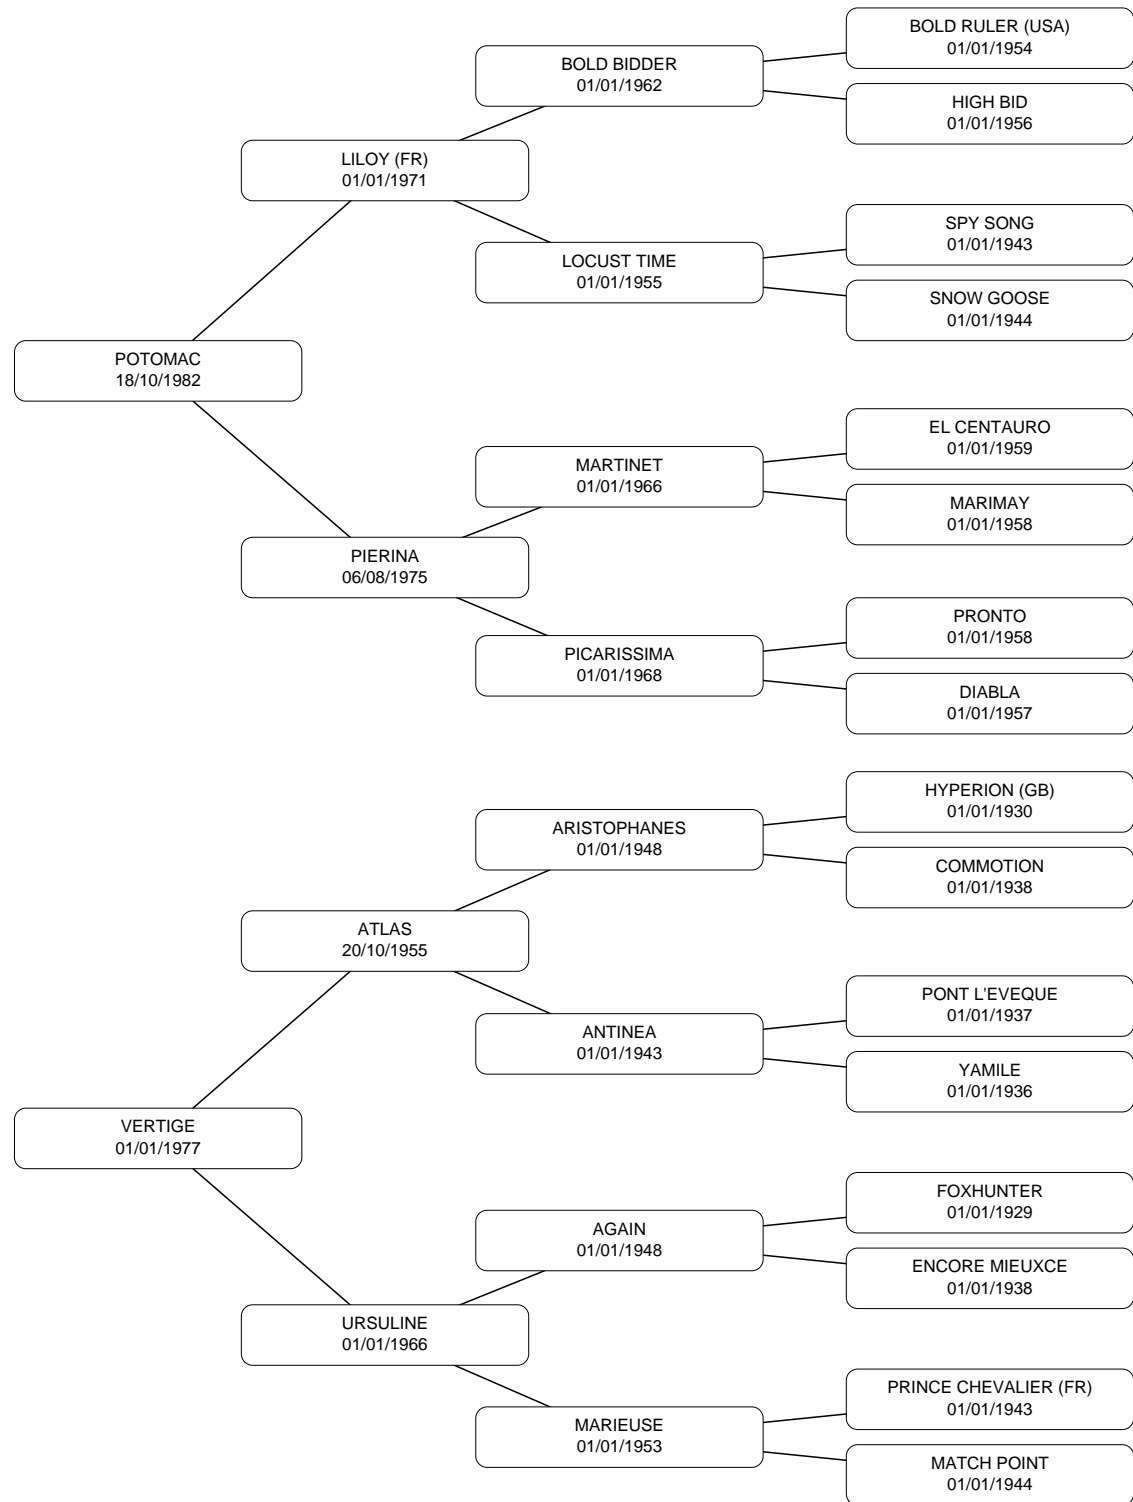 BOLD RULER (USA)
01/01/1954
BOLD BIDDER
01/01/1962
HIGH BID
01/01/1956
LILOY (FR)
01/01/1971
SPY SONG
01/01/1943
LOCUST TIME
01/01/1955
SNOW GOOSE
01/01/1944
POTOMAC
18/10/1982
EL CENTAURO
01/01/1959
MARTINET
01/01/1966
MARIMAY
01/01/1958
PIERINA
06/08/1975
PRONTO
01/01/1958
PICARISSIMA
01/01/1968
DIABLA
01/01/1957
HYPERION (GB)
01/01/1930
ARISTOPHANES
01/01/1948
COMMOTION
01/01/1938
ATLAS
20/10/1955
PONT L'EVEQUE
01/01/1937
ANTINEA
01/01/1943
YAMILE
01/01/1936
VERTIGE
01/01/1977
FOXHUNTER
01/01/1929
AGAIN
01/01/1948
ENCORE MIEUXCE
01/01/1938
URSULINE
01/01/1966
PRINCE CHEVALIER (FR)
01/01/1943
MARIEUSE
01/01/1953
MATCH POINT
01/01/1944